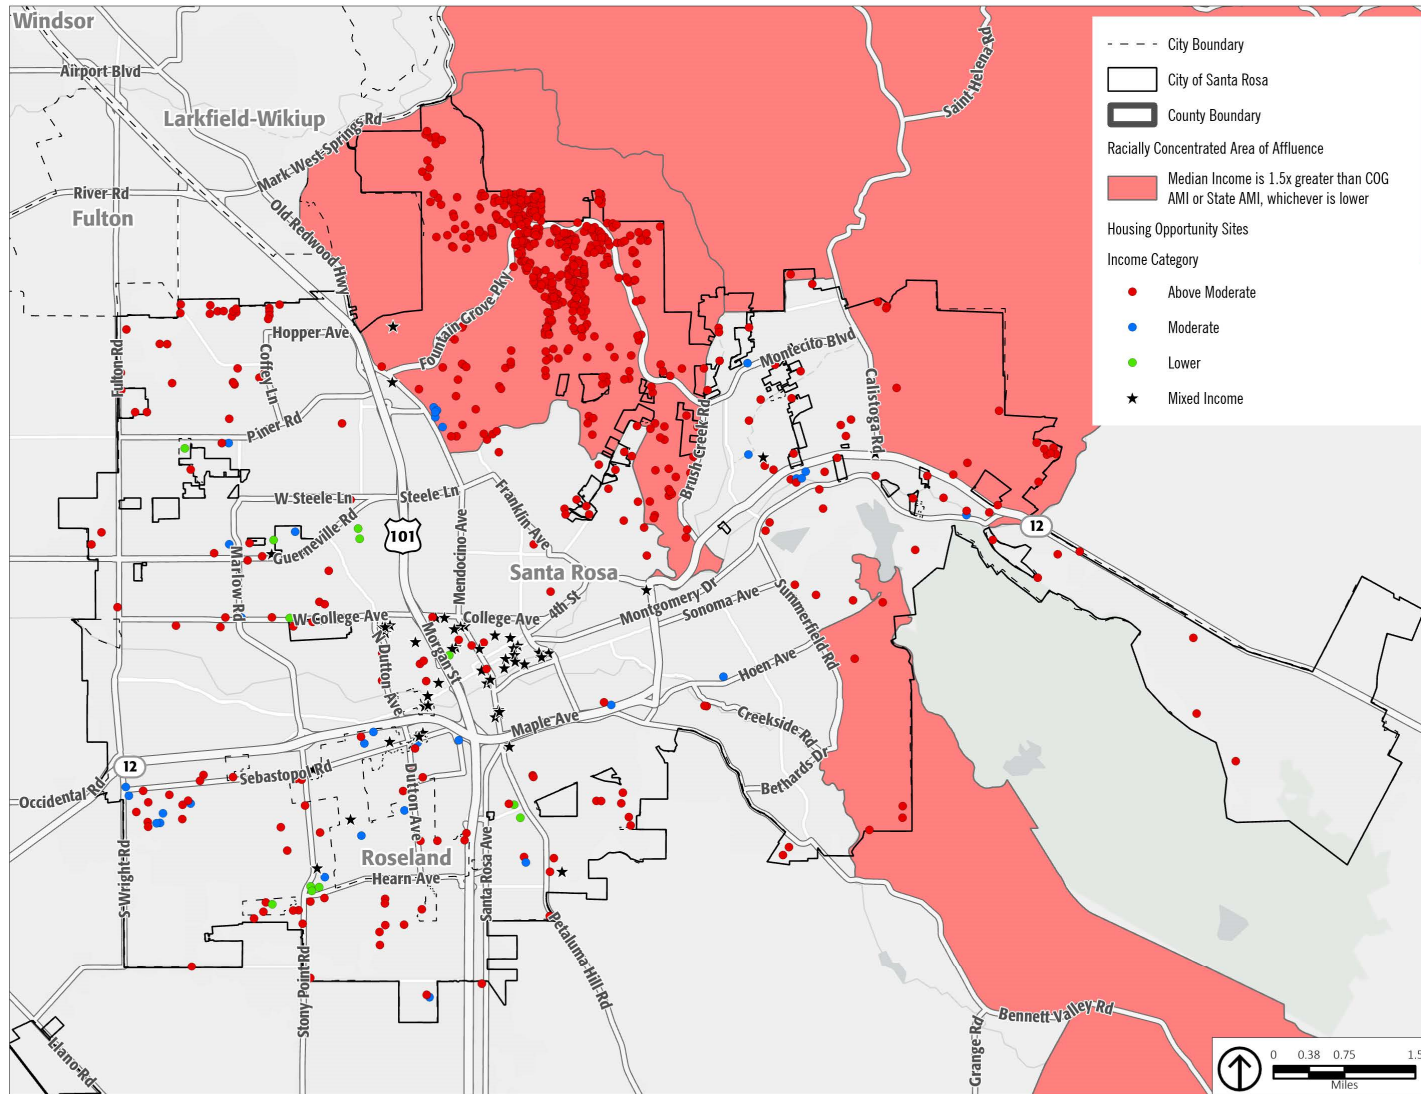 Windsor
Airport Blvd
Larkfield-Wikiup
Mark West Springs Rd
River Rd
Fulton
Old Redwood Hwy
Saint Helena Rd
City Boundary
City of Santa Rosa
County Boundary
Racially Concentrated Area of Affluence
Median Income is 1.5x greater than COG
AMI or State AMI, whichever is lower
Housing Opportunity Sites
Income Category
Above Moderate
Moderate
Lower
Mixed Income
Fountain Grove Pky
Hopper Ave
Fulton Rd
Coffey Ln
Piner Rd
Montecito Blvd
Calistoga Rd
Brush Creek Rd
W Steele Ln
Steele Ln
Guerneville Rd
Franklin Ave
Mendocino Ave
101
12
Marlow Rd
Santa Rosa
W College Ave
College Ave
4th St
Montgomery Dr
Sonoma Ave
Summerfield Rd
N Dutton Ave
Morgan St
Hoen Ave
Maple Ave
Creekside Rd
Bethards Dr
12
Occidental Rd
Sebastopol Rd
Dutton Ave
S Wright Rd
Roseland
Hearn Ave
Santa Rosa Ave
Petaluma Hill Rd
Stony Point Rd
Llano Rd
Grange Rd
Bennett Valley Rd
0 0.38 0.75 1.5
Miles